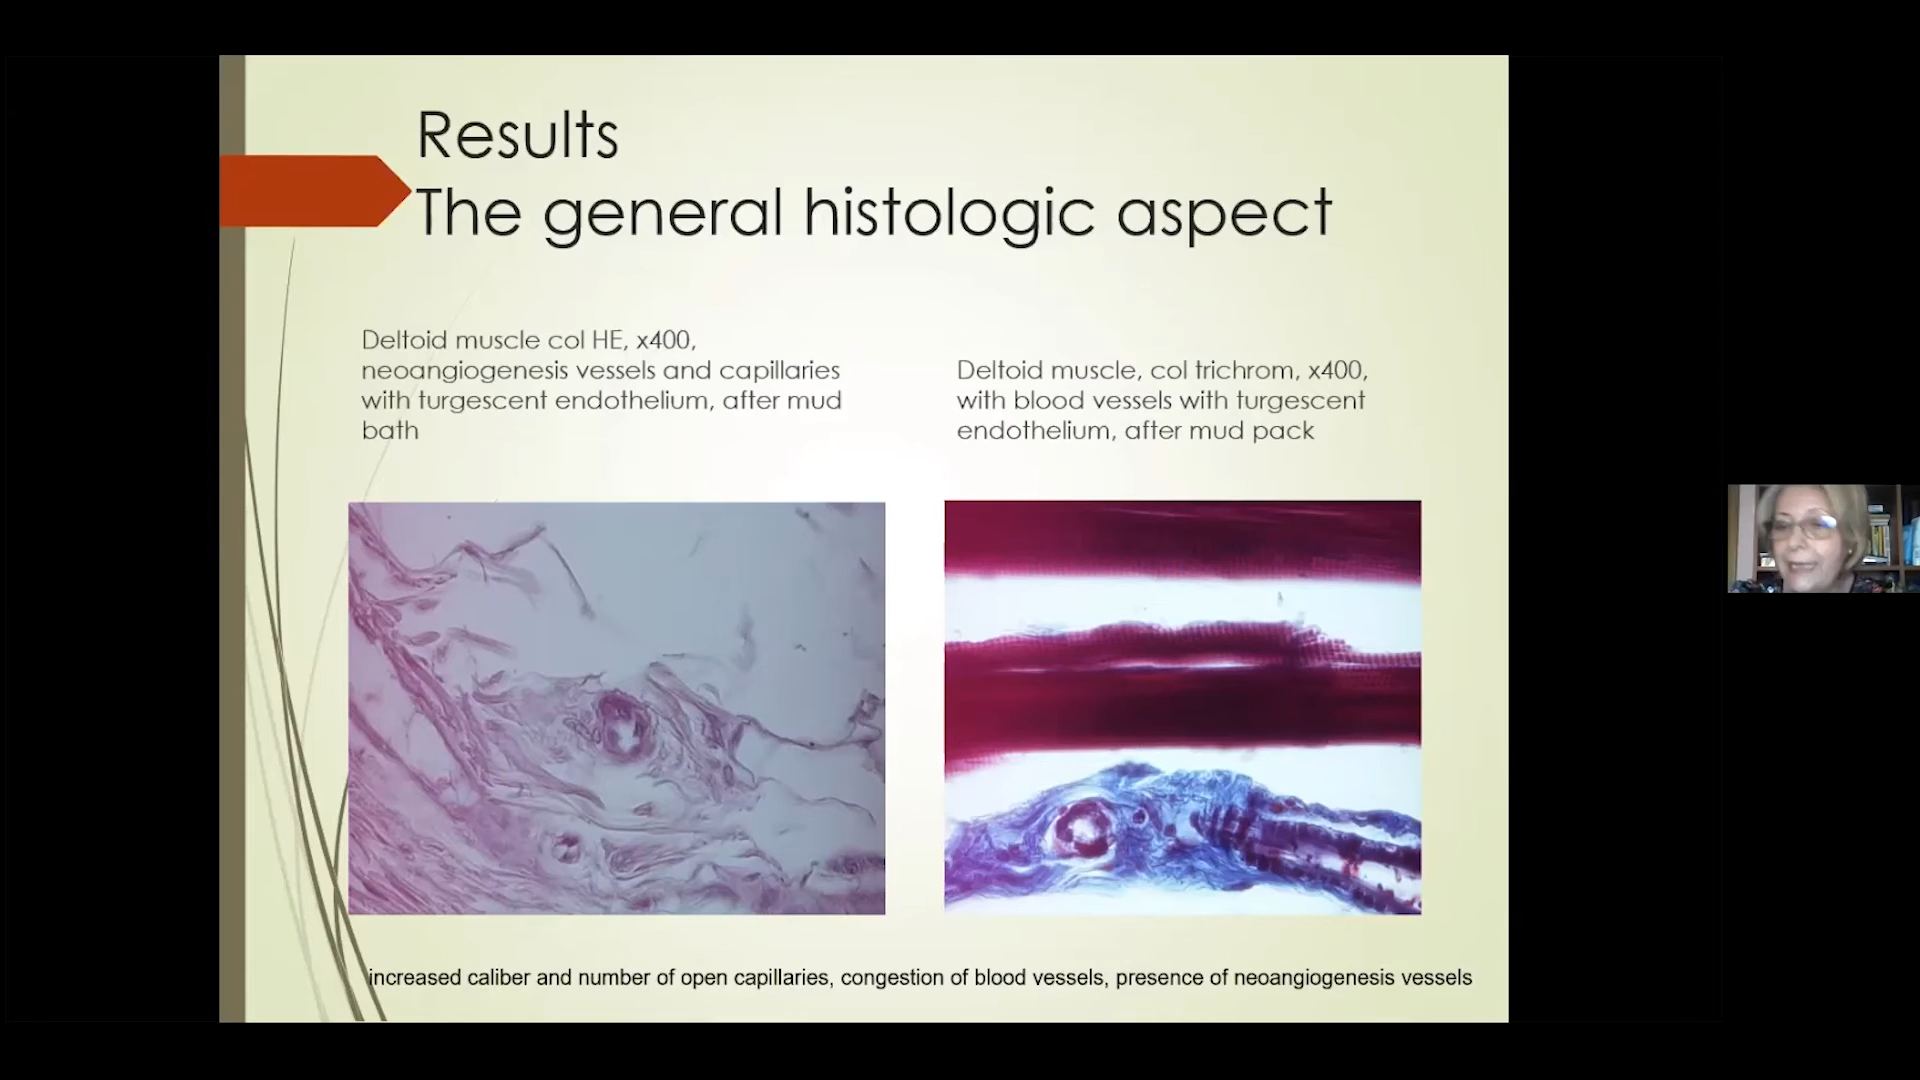 Results
The general histologic aspect
Deltoid muscle col HE, x400,
neoangiogenesis vessels and capillaries
with turgescent endothelium, after mud
bath
Deltoid muscle, col trichrom, x400,
with blood vessels with turgescent
endothelium, after mud pack
increased caliber and number of open capillaries, congestion of blood vessels, presence of neoangiogenesis vessels